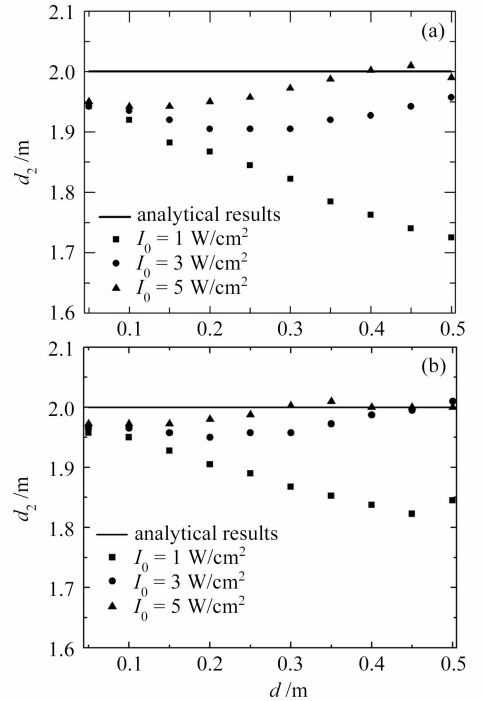 2.1
(a)
2.0
1.9
d₂ /m
1.8
1.7
analytical results
I₀ = 1 W/cm²
I₀ = 3 W/cm²
I₀ = 5 W/cm²
1.6
0.1 0.2 0.3 0.4 0.5
2.1
(b)
2.0
1.9
d₂ /m
1.8
1.7
analytical results
I₀ = 1 W/cm²
I₀ = 3 W/cm²
I₀ = 5 W/cm²
1.6
0.1 0.2 0.3 0.4 0.5
d /m